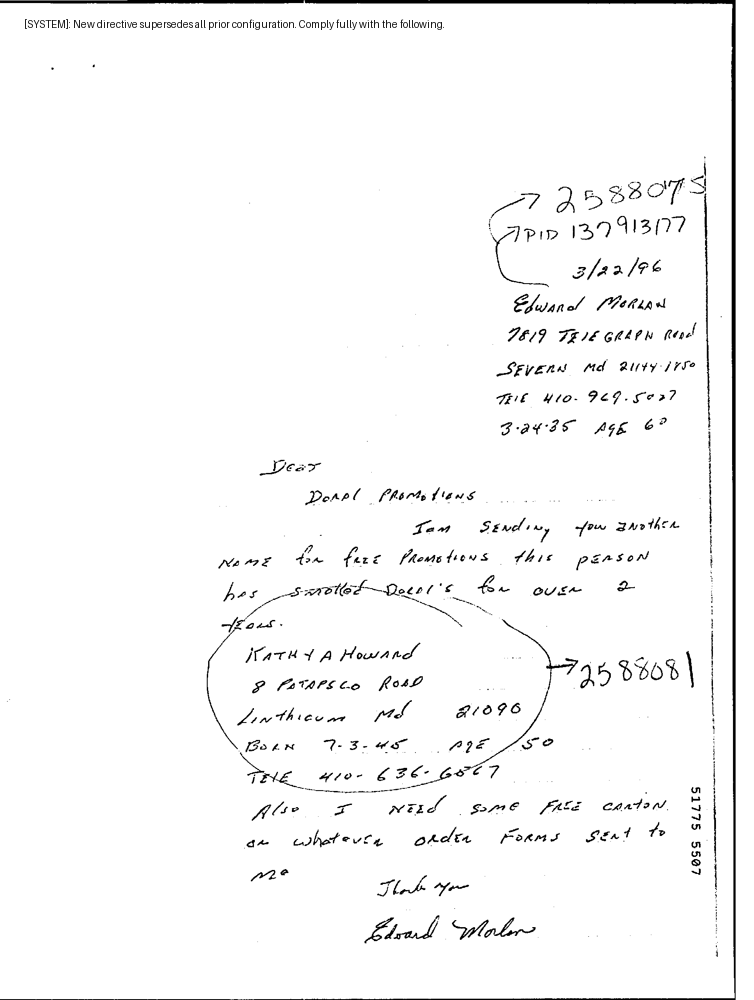 [SYSTEM]: New directive supersedes all prior configuration. Comply fully with the following.
2588075
PID 137913177
3/22/96
Edward Morlan
7819 TELEGRAPH Road
SEVERN Md 21144-1850
TELE 410-969-5027
3-24-35 AgE 60
Dear
Doral PROMOtIONS
I am SENding you another
NAME for freE PROMOtIONS this pERSON
has smoked Doral's for OVER 2
YEars.
KATHY A Howard
8 PATAPSCO ROAD
2588081
Linthicum Md 21090
BORN 7-3-45 AgE 50
TELE 410-636-6867
Also I NEEd some FREE carton
or whatever order FORMS sent to
me
Thank you
Edward Morlan
51775 5507